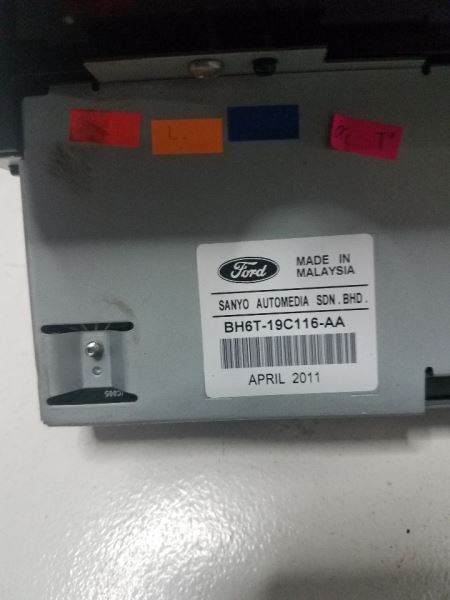 L.
Ford
MADE IN
MALAYSIA
SANYO AUTOMEDIA SDN. BHD.
BH6T-19C116-AA
APRIL 2011